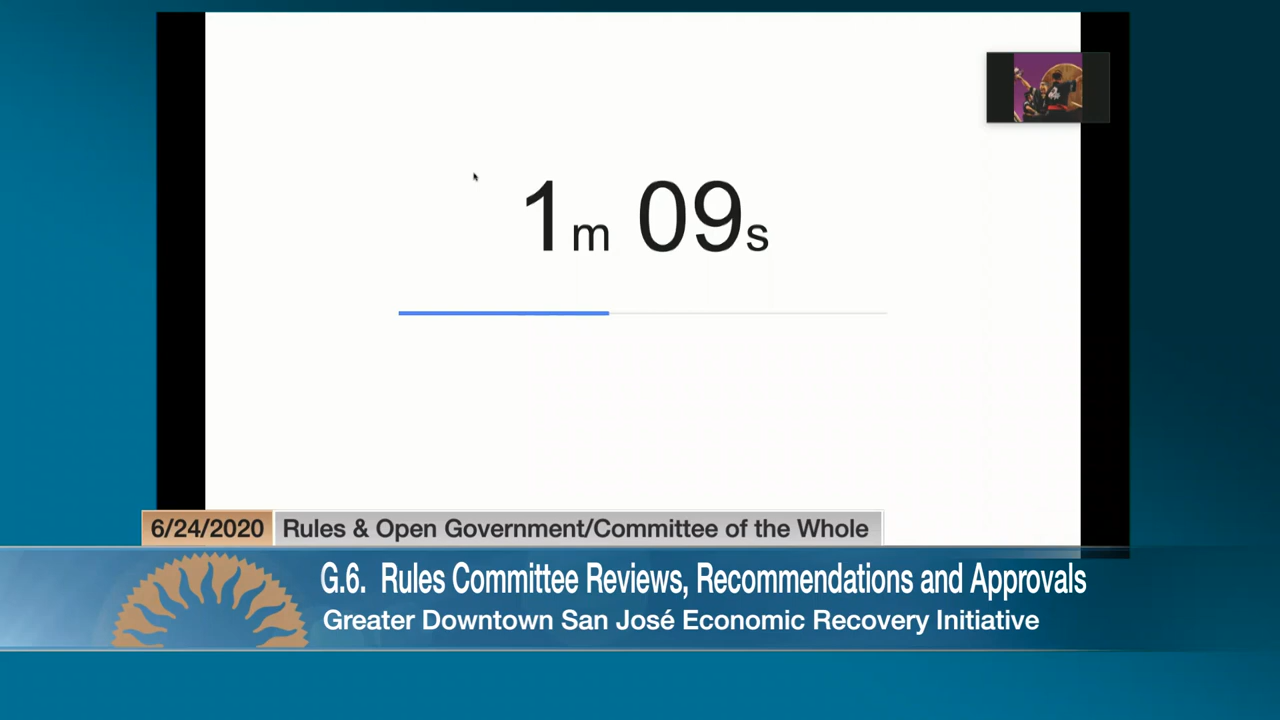 1m 09s
6/24/2020 Rules & Open Government/Committee of the Whole
G.6. Rules Committee Reviews, Recommendations and Approvals
Greater Downtown San José Economic Recovery Initiative